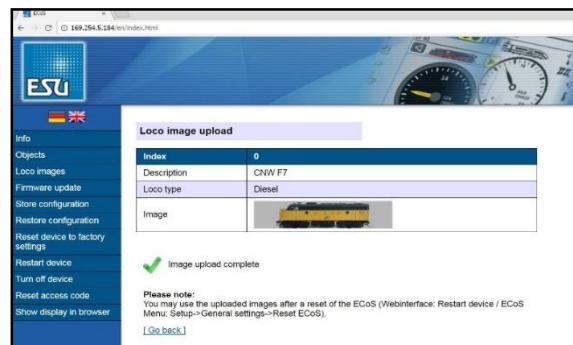 ECoS
169.254.5.184/en/index.html
ESU
Info
Objects
Loco images
Firmware update
Store configuration
Restore configuration
Reset device to factory
settings
Restart device
Turn off device
Reset access code
Show display in browser
Loco image upload
Index 0
Description CNW F7
Loco type Diesel
Image
Image upload complete
Please note:
You may use the uploaded images after a reset of the ECoS (Webinterface: Restart device / ECoS
Menu: Setup->General settings->Reset ECoS).
[ Go back ]